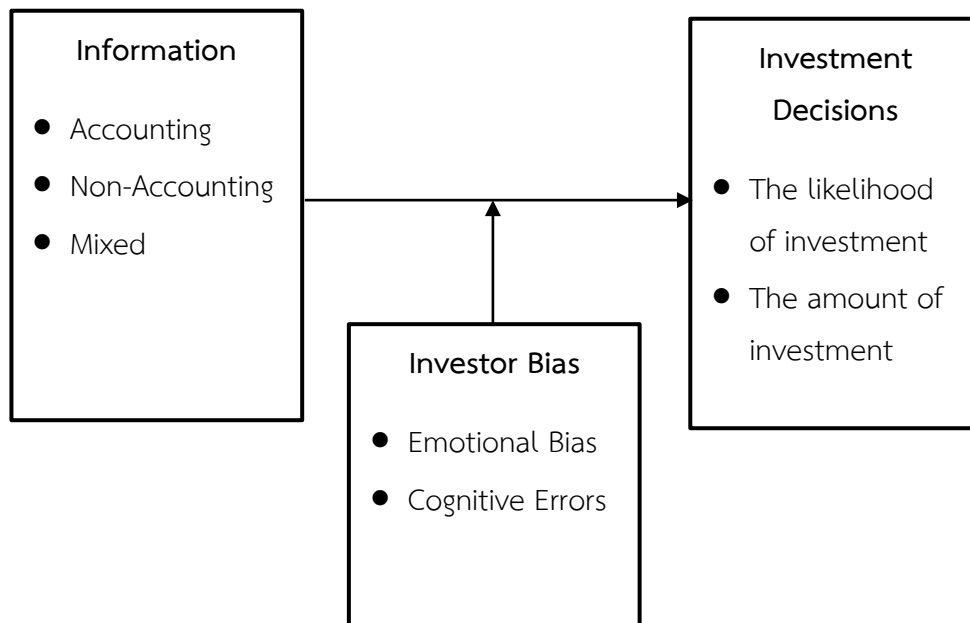 Information
● Accounting
● Non-Accounting
● Mixed
Investment
Decisions
● The likelihood
of investment
● The amount of
investment
Investor Bias
● Emotional Bias
● Cognitive Errors